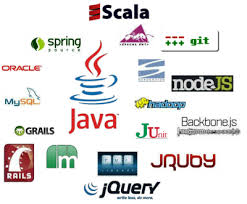 Scala
spring
source
git
ORACLE
nodeJS
MySQL
hadoop
GRAILS
Java
JUnit
Backbone.js
RAILS
JRUBY
jQuery
write less, do more.